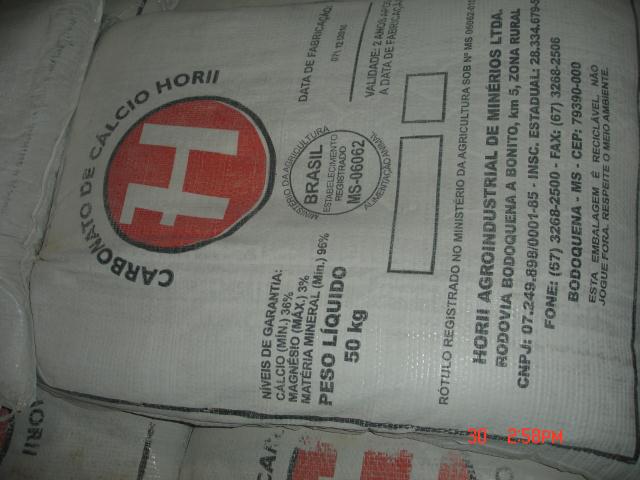 CARBONATO DE CÁLCIO HORII
H
DATA DE FABRICAÇÃO:
VALIDADE: 2 ANOS APÓS
A DATA DE FABRICAÇÃO
MINISTÉRIO DA AGRICULTURA
BRASIL
ESTABELECIMENTO
REGISTRADO
MS-06062
ALIMENTAÇÃO ANIMAL
NÍVEIS DE GARANTIA:
CÁLCIO (MÍN.) 36%
MAGNÉSIO (MÁX.) 3%
MATÉRIA MINERAL (Mín.) 96%
PESO LÍQUIDO
50 kg
RÓTULO REGISTRADO NO MINISTÉRIO DA AGRICULTURA SOB Nº MS 06062-
HORII AGROINDUSTRIAL DE MINÉRIOS LTDA.
RODOVIA BODOQUENA A BONITO, km 5, ZONA RURAL
CNPJ: 07.249.898/0001-85 - INSC. ESTADUAL: 28.334.679-
FONE: (67) 3268-2500 - FAX: (67) 3268-2506
BODOQUENA - MS - CEP: 79390-000
ESTA EMBALAGEM É RECICLÁVEL, NÃO
JOGUE FORA. RESPEITE O MEIO AMBIENTE.
HORII
CARB
30 2:58PM